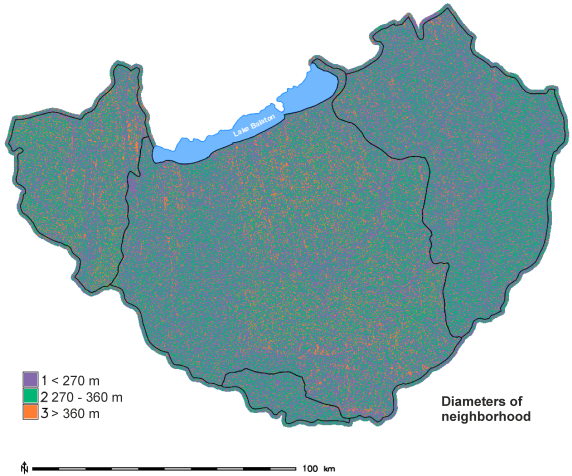 Lake Balaton
1 < 270 m
2 270 - 360 m
3 > 360 m
Diameters of
neighborhood
N
100 km